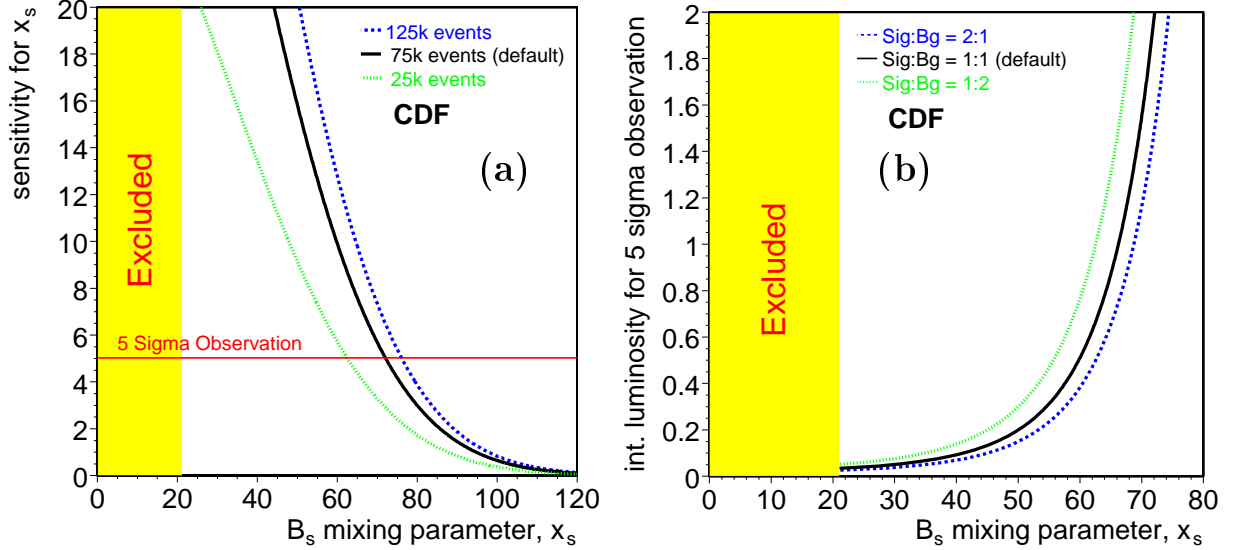 sensitivity for x_s
20
18
16
14
12
10
8
6
4
2
0
125k events
75k events (default)
25k events
CDF
(a)
Excluded
5 Sigma Observation
0 20 40 60 80 100 120
B_s mixing parameter, x_s
int. luminosity for 5 sigma observation
2
1.8
1.6
1.4
1.2
1
0.8
0.6
0.4
0.2
0
Sig:Bg = 2:1
Sig:Bg = 1:1 (default)
Sig:Bg = 1:2
CDF
(b)
Excluded
0 10 20 30 40 50 60 70 80
B_s mixing parameter, x_s